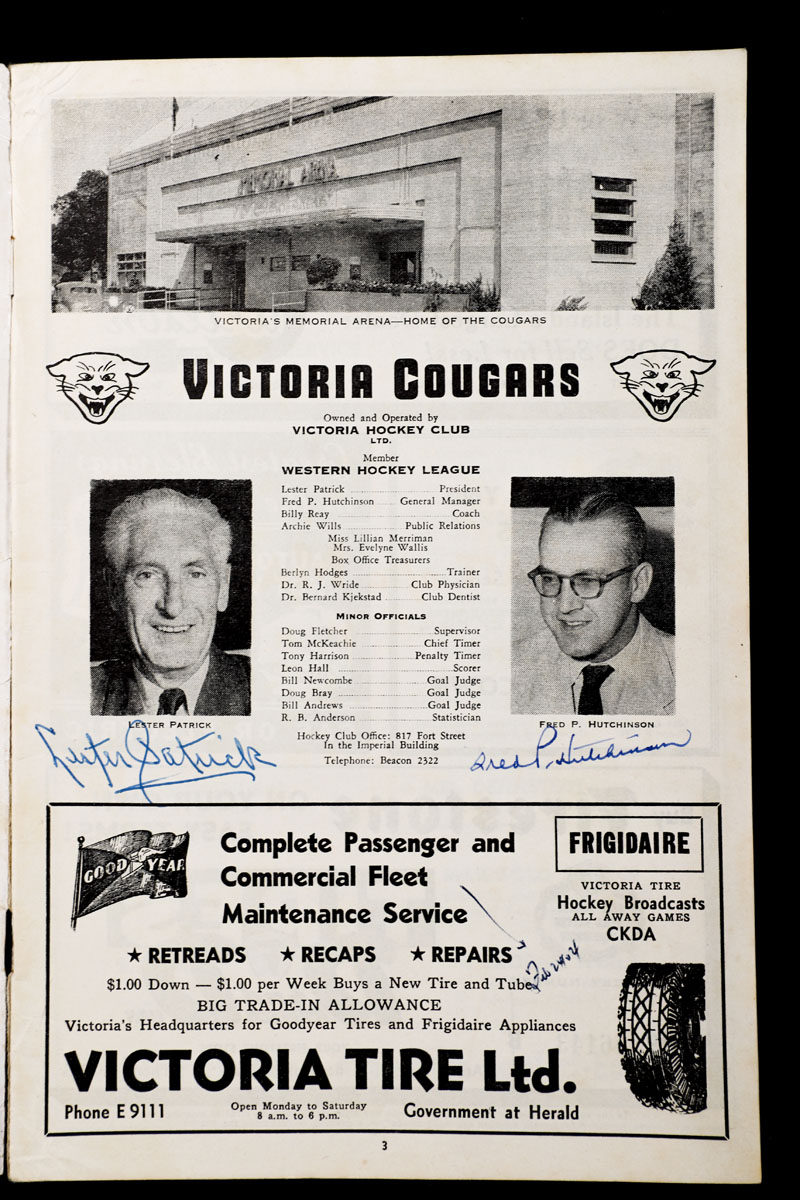 MEMORIAL ARENA
VICTORIA'S MEMORIAL ARENA—HOME OF THE COUGARS
VICTORIA COUGARS
Owned and Operated by
VICTORIA HOCKEY CLUB
LTD.
Member
WESTERN HOCKEY LEAGUE
Lester Patrick ........ President
Fred P. Hutchinson ........ General Manager
Billy Reay ........ Coach
Archie Wills ........ Public Relations
Miss Lillian Merriman
Mrs. Evelyne Wallis
Box Office Treasurers
Berlyn Hodges ........ Trainer
Dr. R. J. Wride ........ Club Physician
Dr. Bernard Kjekstad ........ Club Dentist
MINOR OFFICIALS
Doug Fletcher ........ Supervisor
Tom McKeachie ........ Chief Timer
Tony Harrison ........ Penalty Timer
Leon Hall ........ Scorer
Bill Newcombe ........ Goal Judge
Doug Bray ........ Goal Judge
Bill Andrews ........ Goal Judge
R. B. Anderson ........ Statistician
Hockey Club Office: 817 Fort Street
In the Imperial Building
Telephone: Beacon 2322
LESTER PATRICK
FRED P. HUTCHINSON
Lester Patrick
Fred P. Hutchinson
GOOD YEAR
Complete Passenger and
Commercial Fleet
Maintenance Service
★ RETREADS ★ RECAPS ★ REPAIRS
$1.00 Down — $1.00 per Week Buys a New Tire and Tube
BIG TRADE-IN ALLOWANCE
Victoria's Headquarters for Goodyear Tires and Frigidaire Appliances
VICTORIA TIRE Ltd.
Phone E 9111
Open Monday to Saturday
8 a.m. to 6 p.m.
Government at Herald
FRIGIDAIRE
VICTORIA TIRE
Hockey Broadcasts
ALL AWAY GAMES
CKDA
3